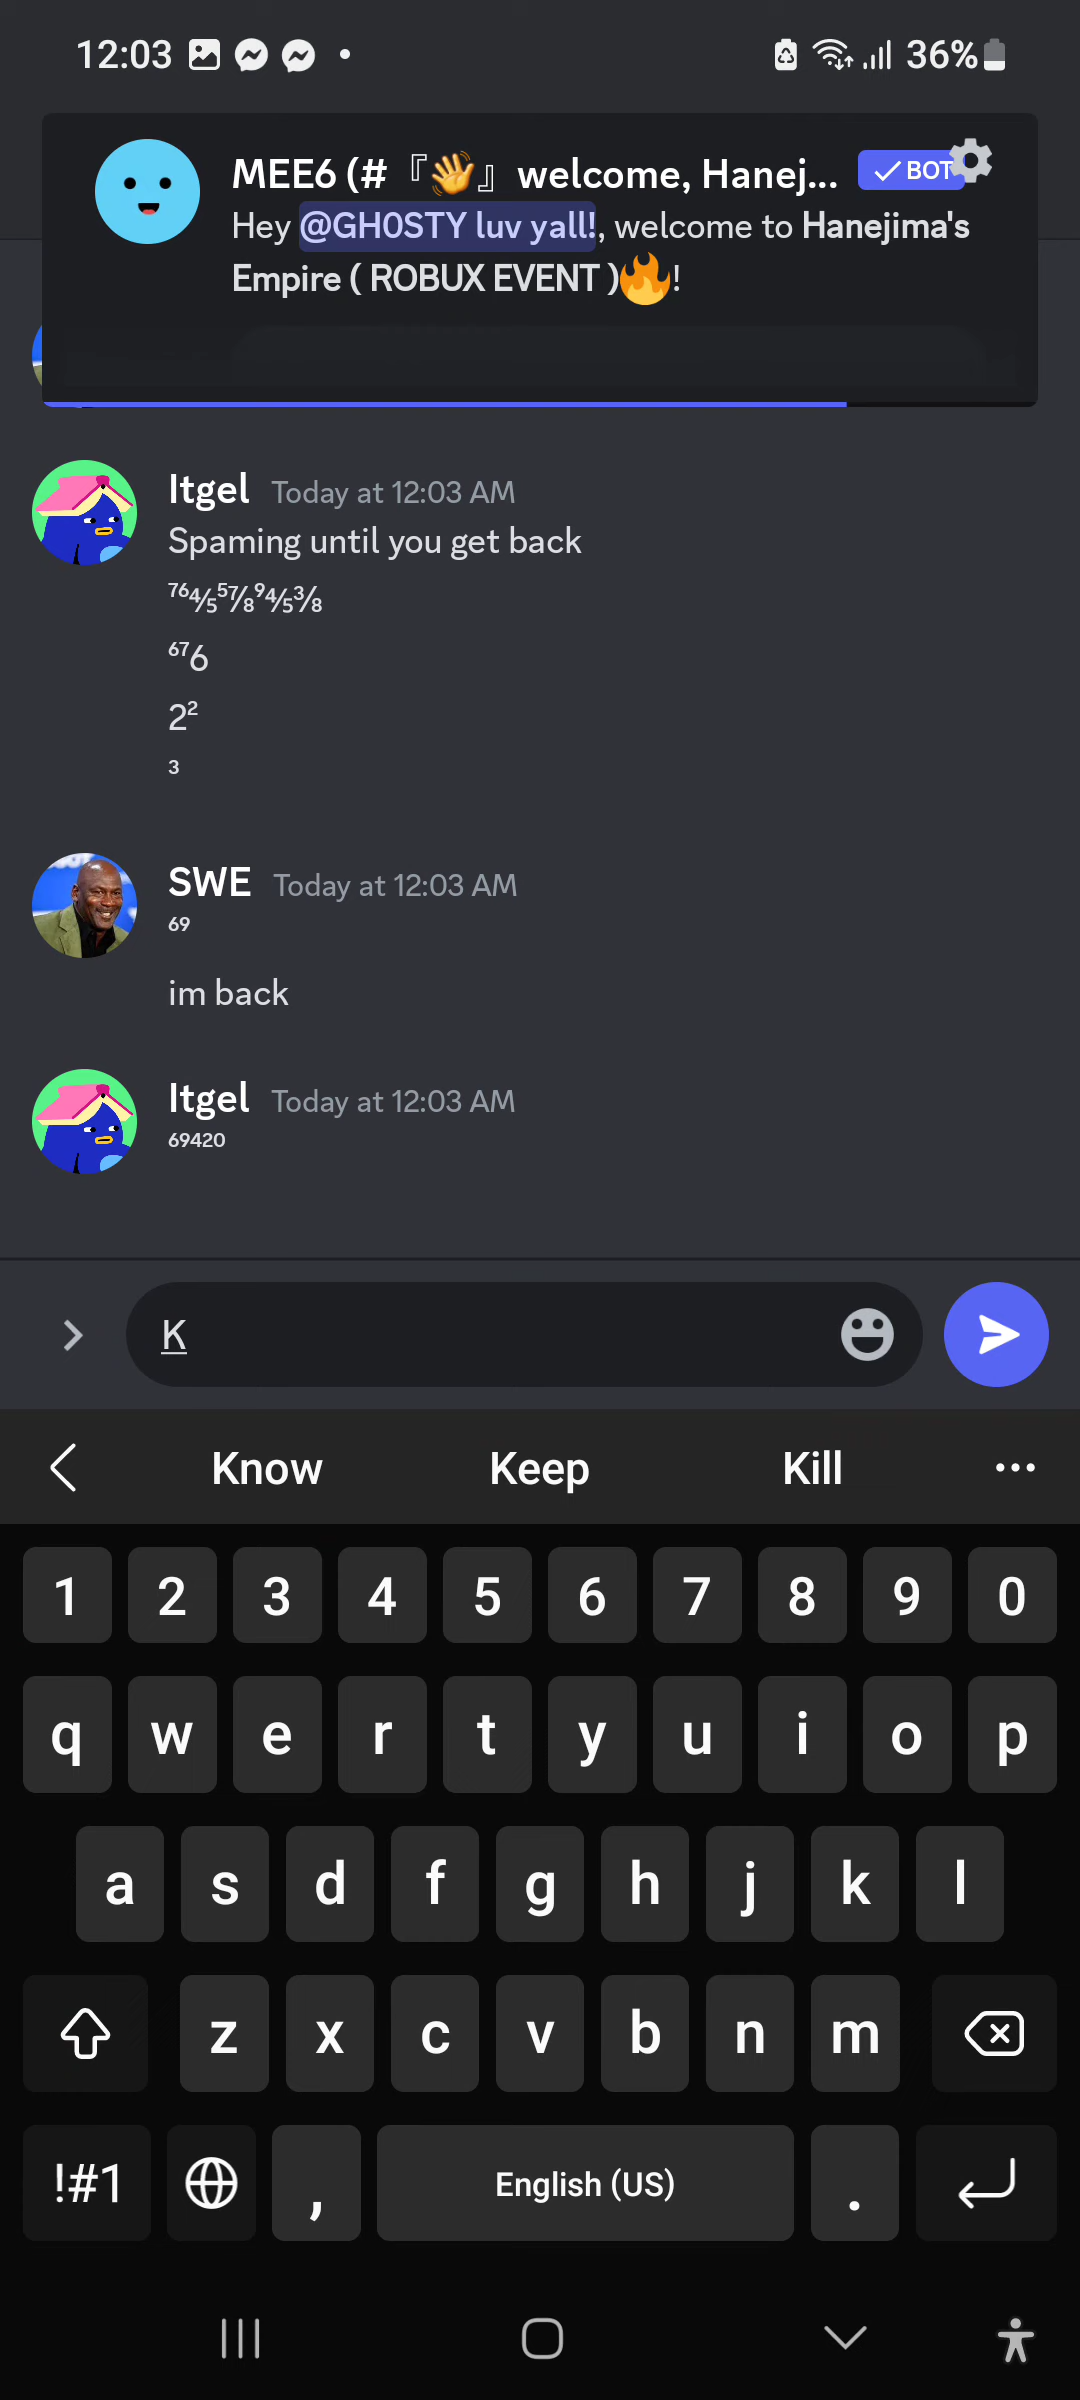 12:03
36%
MEE6 (#『👋』welcome, Hanej... ✓ BOT
Hey @GH0STY luv yall!, welcome to Hanejima's
Empire ( ROBUX EVENT )🔥!
Itgel Today at 12:03 AM
Spaming until you get back
⁷⁶⅘⁵⅞⁹⅘⅜
⁶⁷6
2²
³
SWE Today at 12:03 AM
⁶⁹
im back
Itgel Today at 12:03 AM
⁶⁹⁴²⁰
K
Know Keep Kill ...
1 2 3 4 5 6 7 8 9 0
q w e r t y u i o p
a s d f g h j k l
z x c v b n m
!#1 , English (US) .